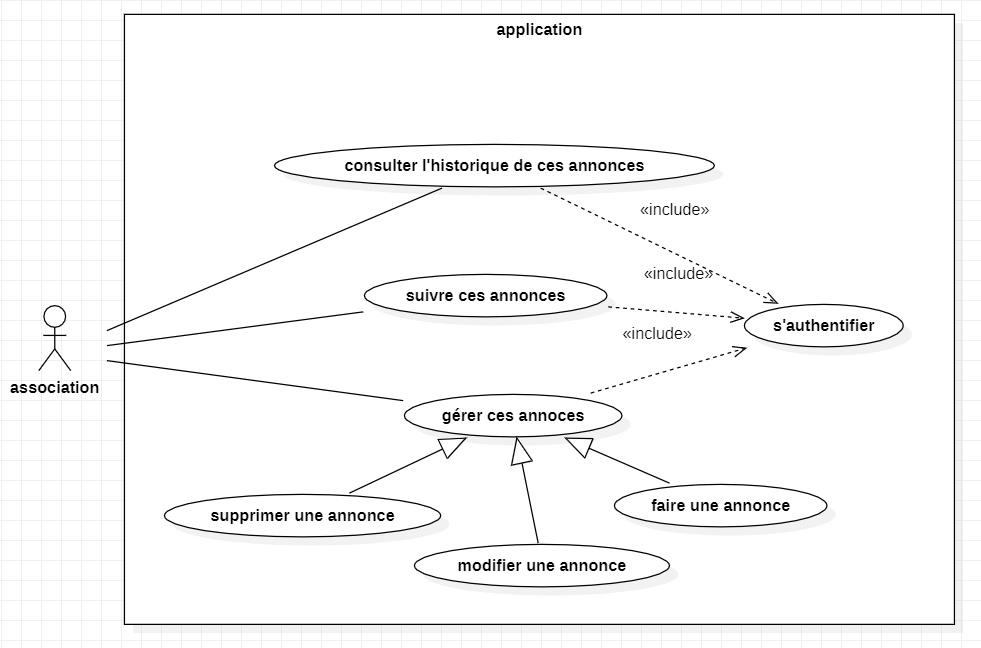 application
consulter l'historique de ces annonces
«include»
«include»
suivre ces annonces
s'authentifier
«include»
association
gérer ces annoces
supprimer une annonce
faire une annonce
modifier une annonce